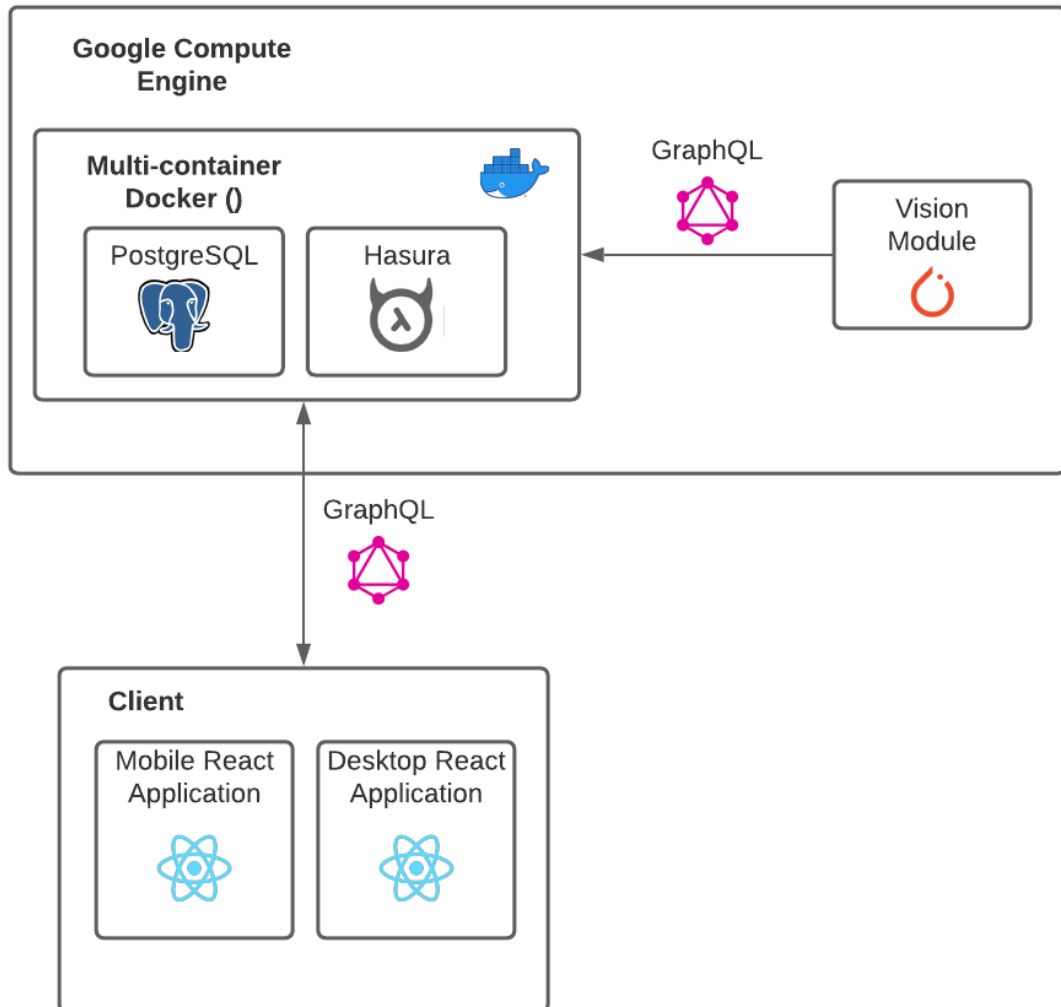 Google Compute
Engine
Multi-container
Docker ()
PostgreSQL
Hasura
GraphQL
Vision
Module
GraphQL
Client
Mobile React
Application
Desktop React
Application